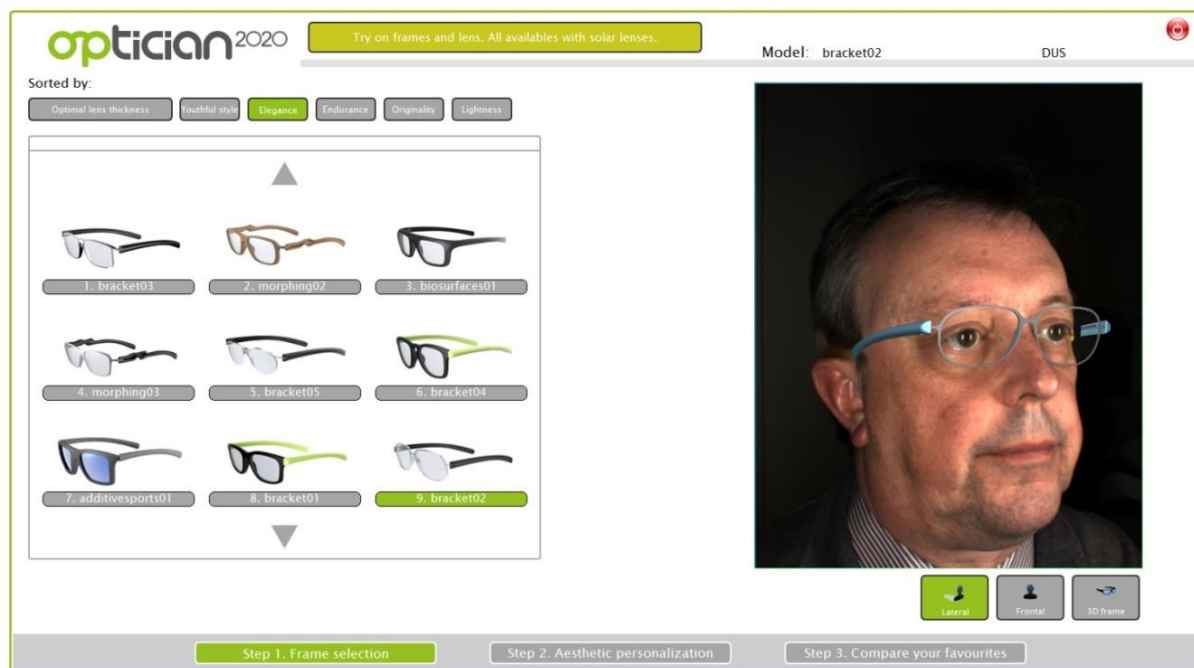 optician2020
Try on frames and lens. All availables with solar lenses.
Model: bracket02 DUS
Sorted by:
Optimal lens thickness Youthful style Elegance Endurance Originality Lightness
1. bracket03 2. morphing02 3. biosurfaces01
4. morphing03 5. bracket05 6. bracket04
7. additivesports01 8. bracket01 9. bracket02
Lateral Frontal 3D frame
Step 1. Frame selection Step 2. Aesthetic personalization Step 3. Compare your favourites